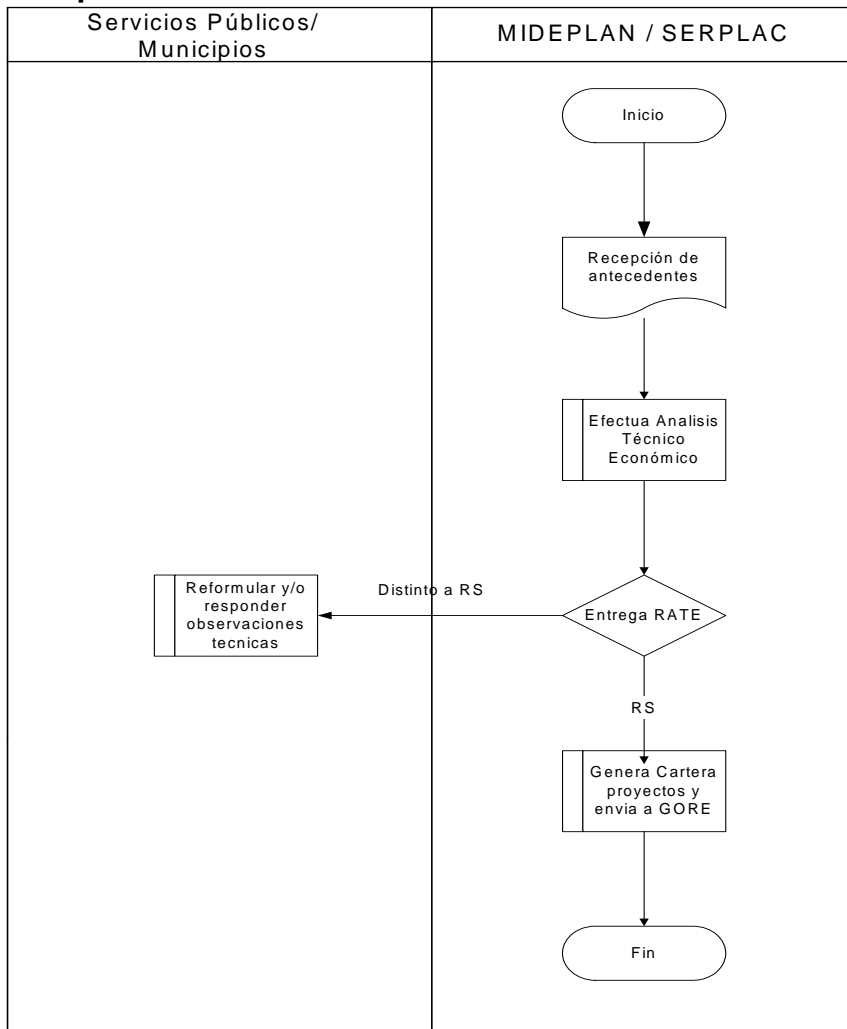 Servicios Públicos/
Municipios
MIDEPLAN / SERPLAC
Inicio
Recepción de
antecedentes
Efectua Analisis
Técnico
Económico
Distinto a RS
Entrega RATE
Reformular y/o
responder
observaciones
tecnicas
RS
Genera Cartera
proyectos y
envia a GORE
Fin